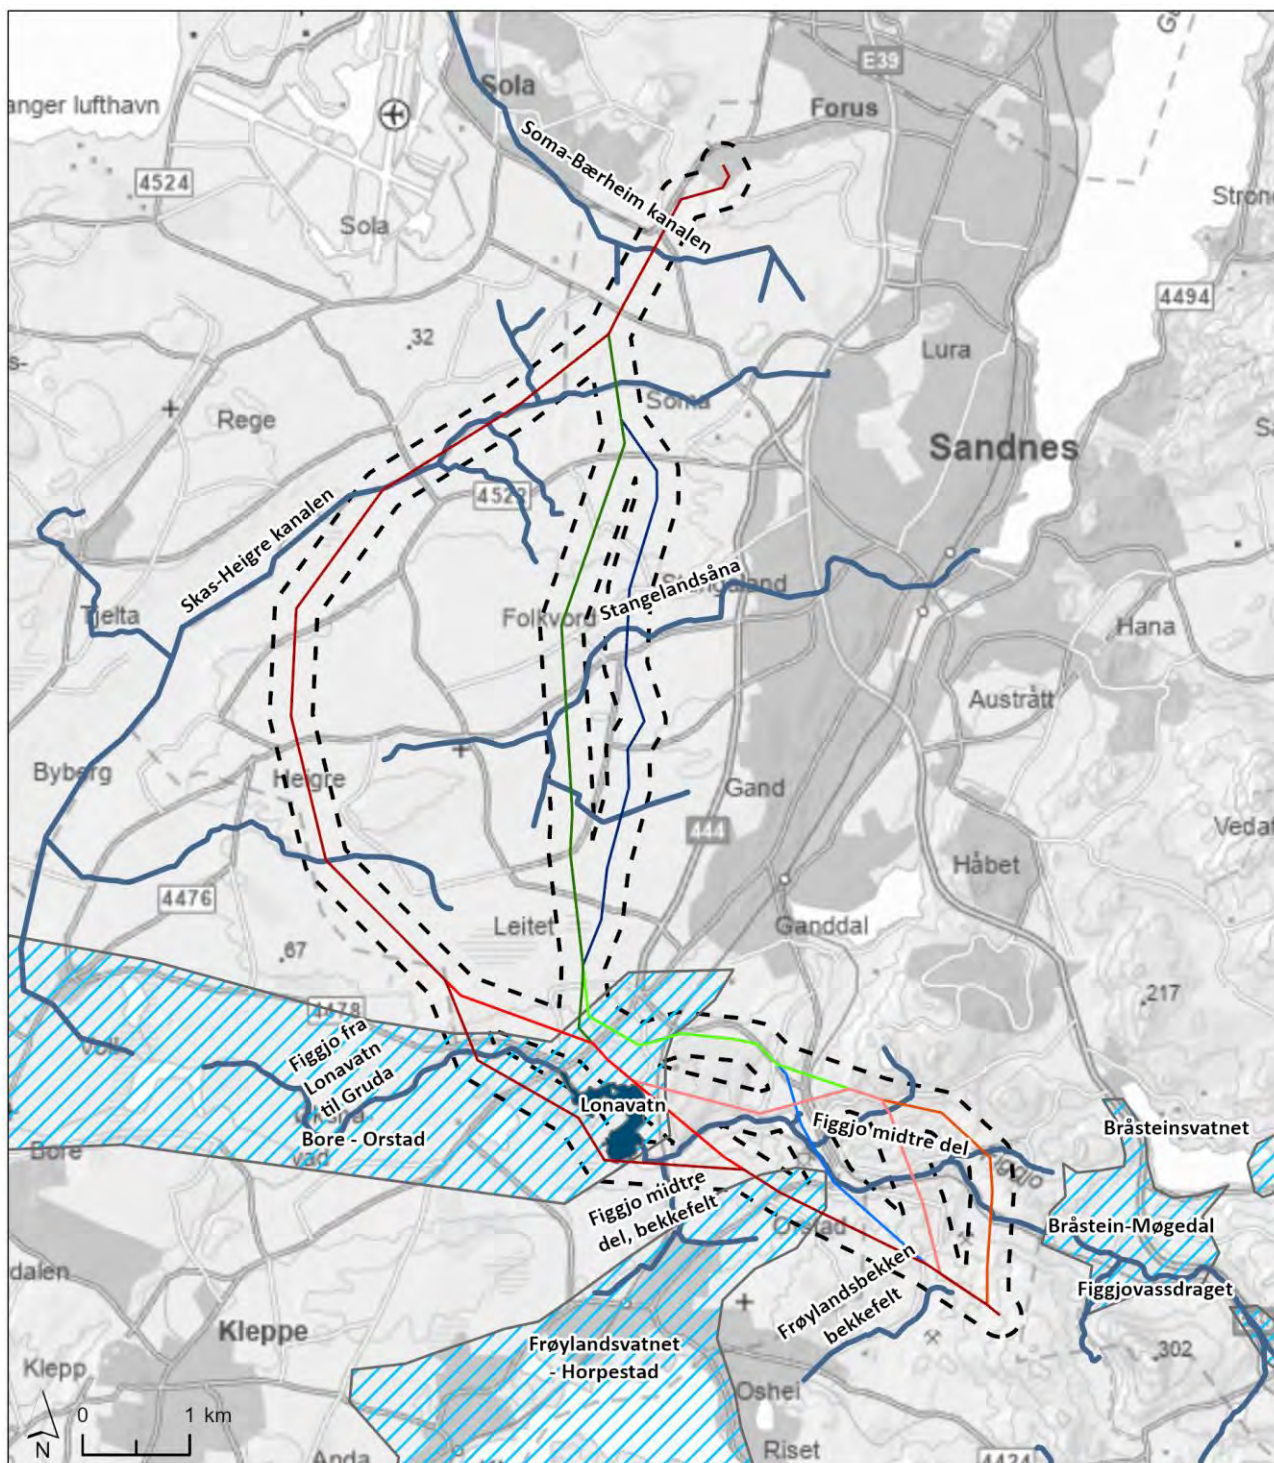 Sola
E39
Forus
anger lufthavn
Soma-Bærheim kanalen
4524
Sola
4494
32
Lura
Rege
Soma
Sandnes
4522
Skas-Heigre kanalen
Stangelandsåna
Tjelta
Folkvord
Hana
Austrått
Byberg
Heigre
Gand
444
Håbet
4476
Leitet
Ganddal
67
217
4478
Figgjo fra
Lonavatn
til Gruda
Lonavatn
Bore - Orstad
Figgjo midtre del
Bråsteinsvatnet
Bore
Figgjo midtre
del, bekkefelt
Orstad
Bråstein-Møgedal
Figgjovassdraget
Frøylandsbekken
bekkefelt
dalen
Kleppe
Frøylandsvatnet
- Horpestad
302
Klepp
Oshei
0 1 km
N
Anda
Riset
4424